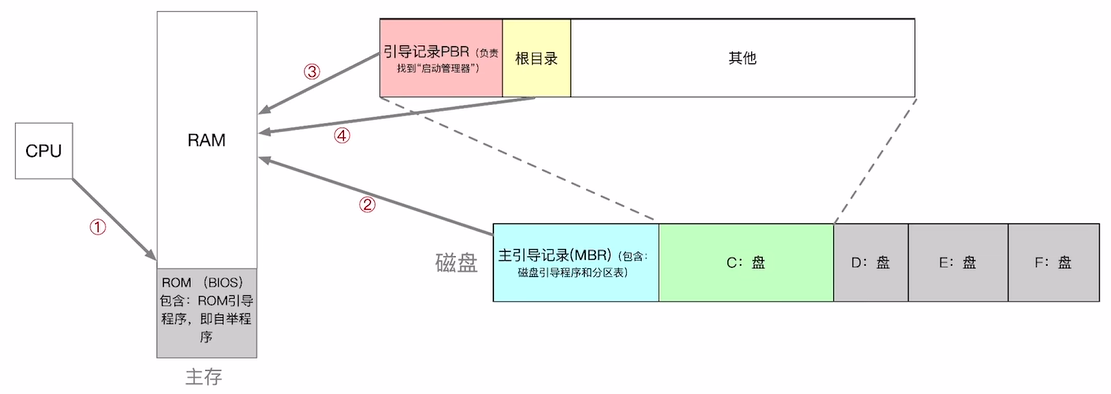 引导记录PBR（负责
找到“启动管理器”）
根目录
其他
③
④
RAM
CPU
①
②
磁盘
主引导记录(MBR)（包含：
磁盘引导程序和分区表）
C：盘
D：盘
E：盘
F：盘
ROM （BIOS）
包含：ROM引导
程序，即自举程
序
主存